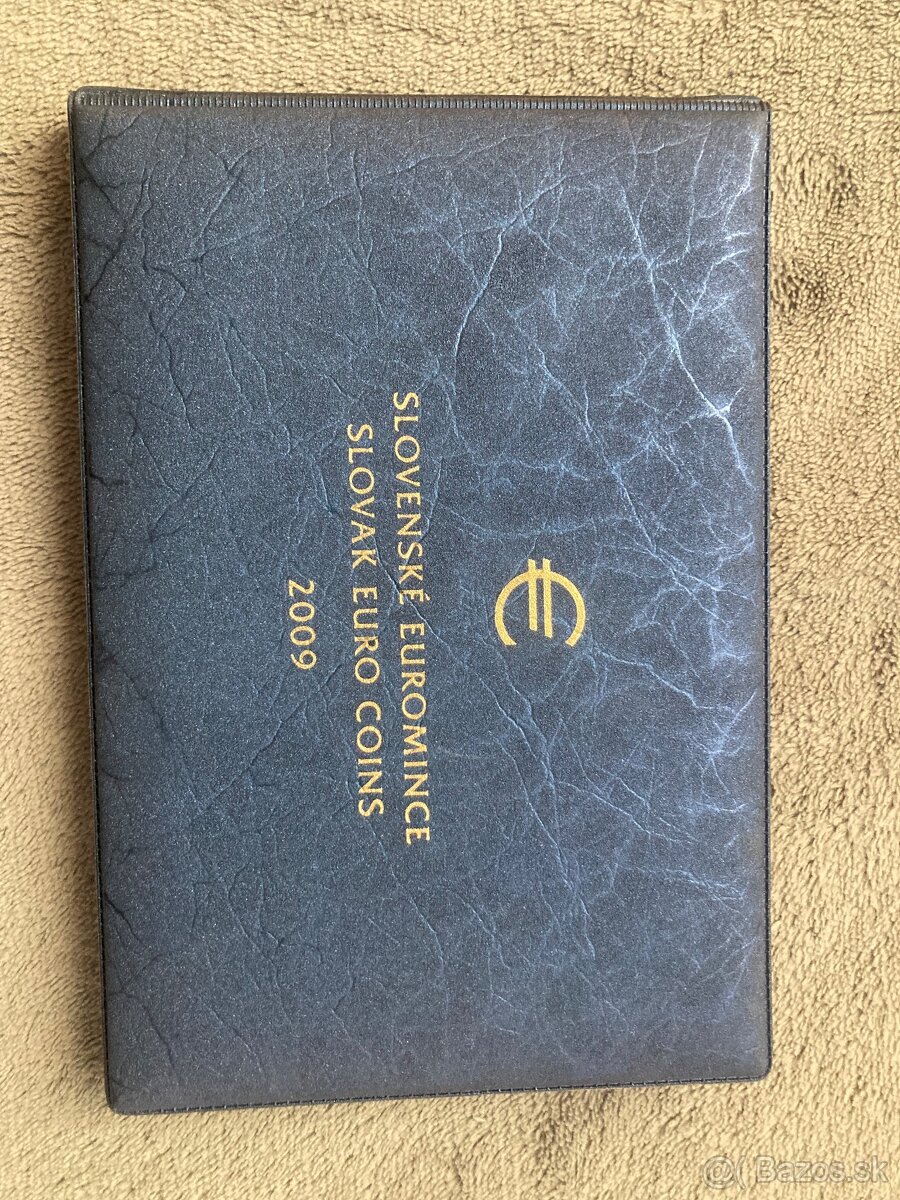 €
SLOVENSKÉ EUROMINCE
SLOVAK EURO COINS
2009
@( Bazos.sk